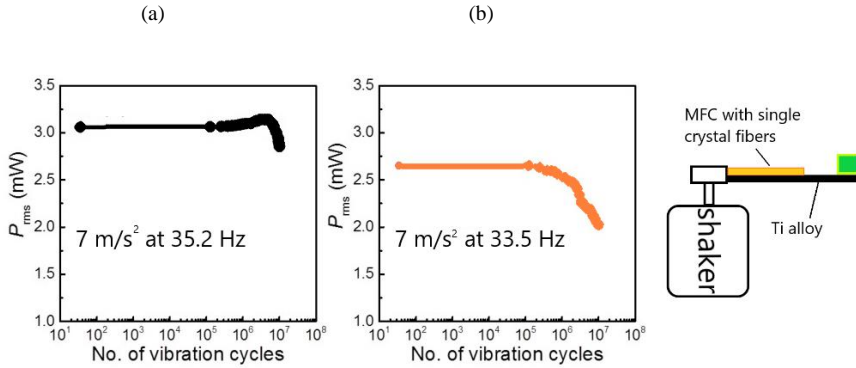 (a)
(b)
3.5
3.0
2.5
2.0
1.5
1.0
P_rms (mW)
7 m/s² at 35.2 Hz
10¹ 10² 10³ 10⁴ 10⁵ 10⁶ 10⁷ 10⁸
No. of vibration cycles
3.5
3.0
2.5
2.0
1.5
1.0
P_rms (mW)
7 m/s² at 33.5 Hz
10¹ 10² 10³ 10⁴ 10⁵ 10⁶ 10⁷ 10⁸
No. of vibration cycles
MFC with single
crystal fibers
Ti alloy
shaker